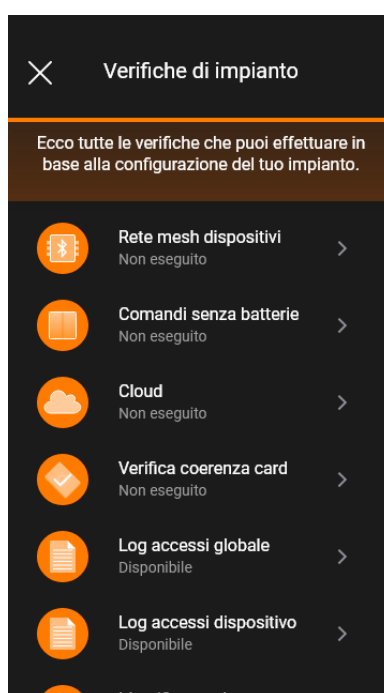 Verifiche di impianto
Ecco tutte le verifiche che puoi effettuare in
base alla configurazione del tuo impianto.
Rete mesh dispositivi
Non eseguito
Comandi senza batterie
Non eseguito
Cloud
Non eseguito
Verifica coerenza card
Non eseguito
Log accessi globale
Disponibile
Log accessi dispositivo
Disponibile